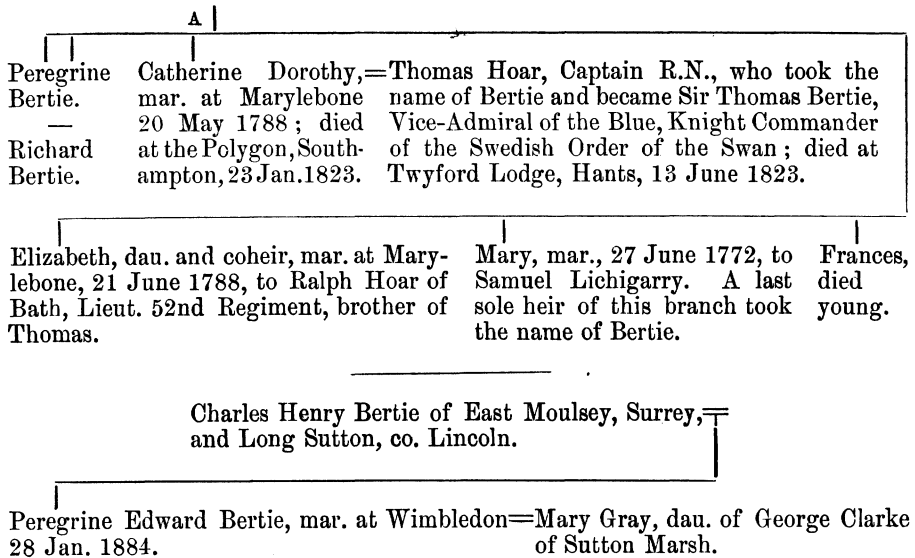 A
Peregrine
Bertie.
—
Richard
Bertie.
Catherine Dorothy,=
mar. at Marylebone
20 May 1788 ; died
at the Polygon, South-
ampton, 23 Jan. 1823.
Thomas Hoar, Captain R.N., who took the
name of Bertie and became Sir Thomas Bertie,
Vice-Admiral of the Blue, Knight Commander
of the Swedish Order of the Swan ; died at
Twyford Lodge, Hants, 13 June 1823.
Elizabeth, dau. and coheir, mar. at Mary-
lebone, 21 June 1788, to Ralph Hoar of
Bath, Lieut. 52nd Regiment, brother of
Thomas.
Mary, mar., 27 June 1772, to
Samuel Lichigarry. A last
sole heir of this branch took
the name of Bertie.
Frances,
died
young.
Charles Henry Bertie of East Moulsey, Surrey,=
and Long Sutton, co. Lincoln.
Peregrine Edward Bertie, mar. at Wimbledon=
28 Jan. 1884.
Mary Gray, dau. of George Clarke
of Sutton Marsh.